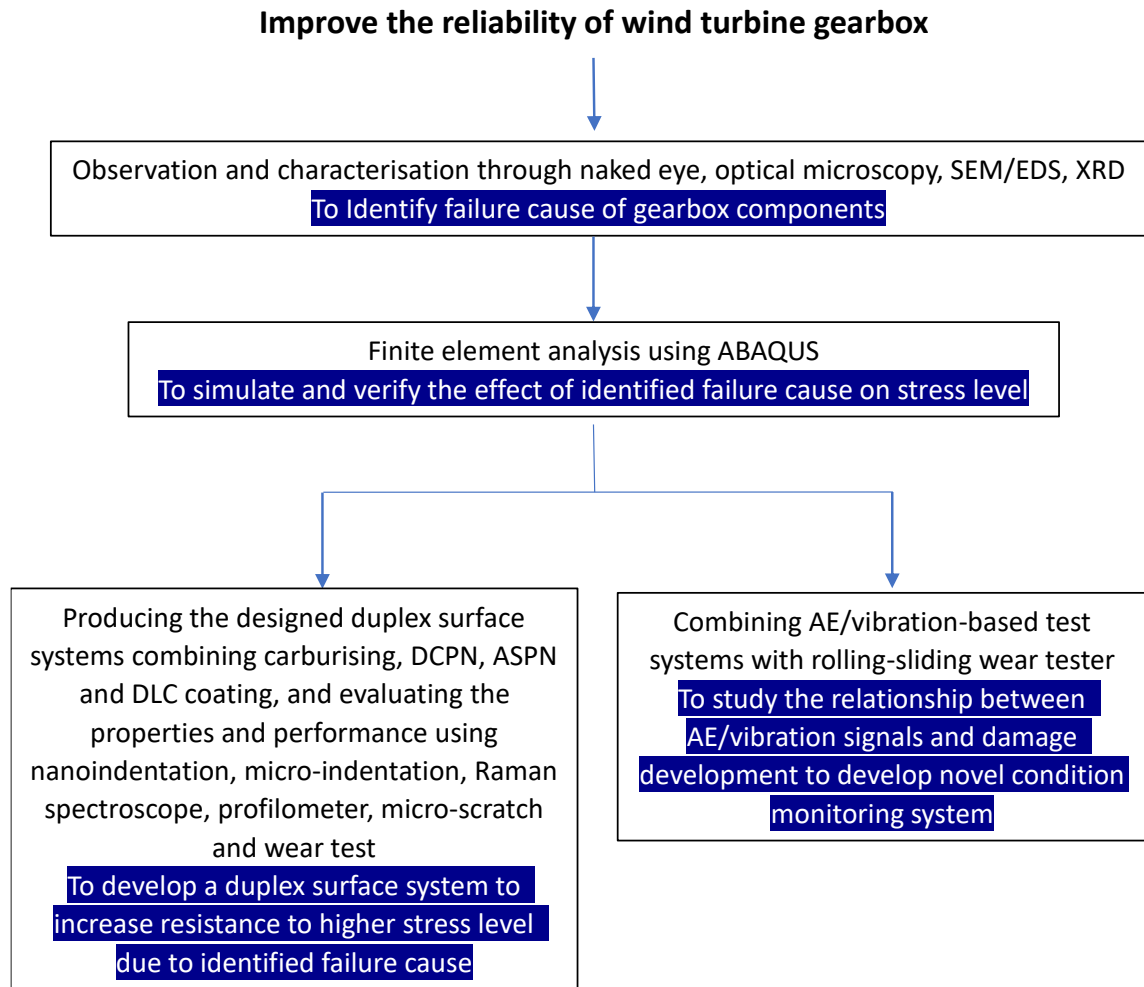 Improve the reliability of wind turbine gearbox
Observation and characterisation through naked eye, optical microscopy, SEM/EDS, XRD
To Identify failure cause of gearbox components
Finite element analysis using ABAQUS
To simulate and verify the effect of identified failure cause on stress level
Producing the designed duplex surface
systems combining carburising, DCPN, ASPN
and DLC coating, and evaluating the
properties and performance using
nanoindentation, micro-indentation, Raman
spectroscope, profilometer, micro-scratch
and wear test
To develop a duplex surface system to
increase resistance to higher stress level
due to identified failure cause
Combining AE/vibration-based test
systems with rolling-sliding wear tester
To study the relationship between
AE/vibration signals and damage
development to develop novel condition
monitoring system